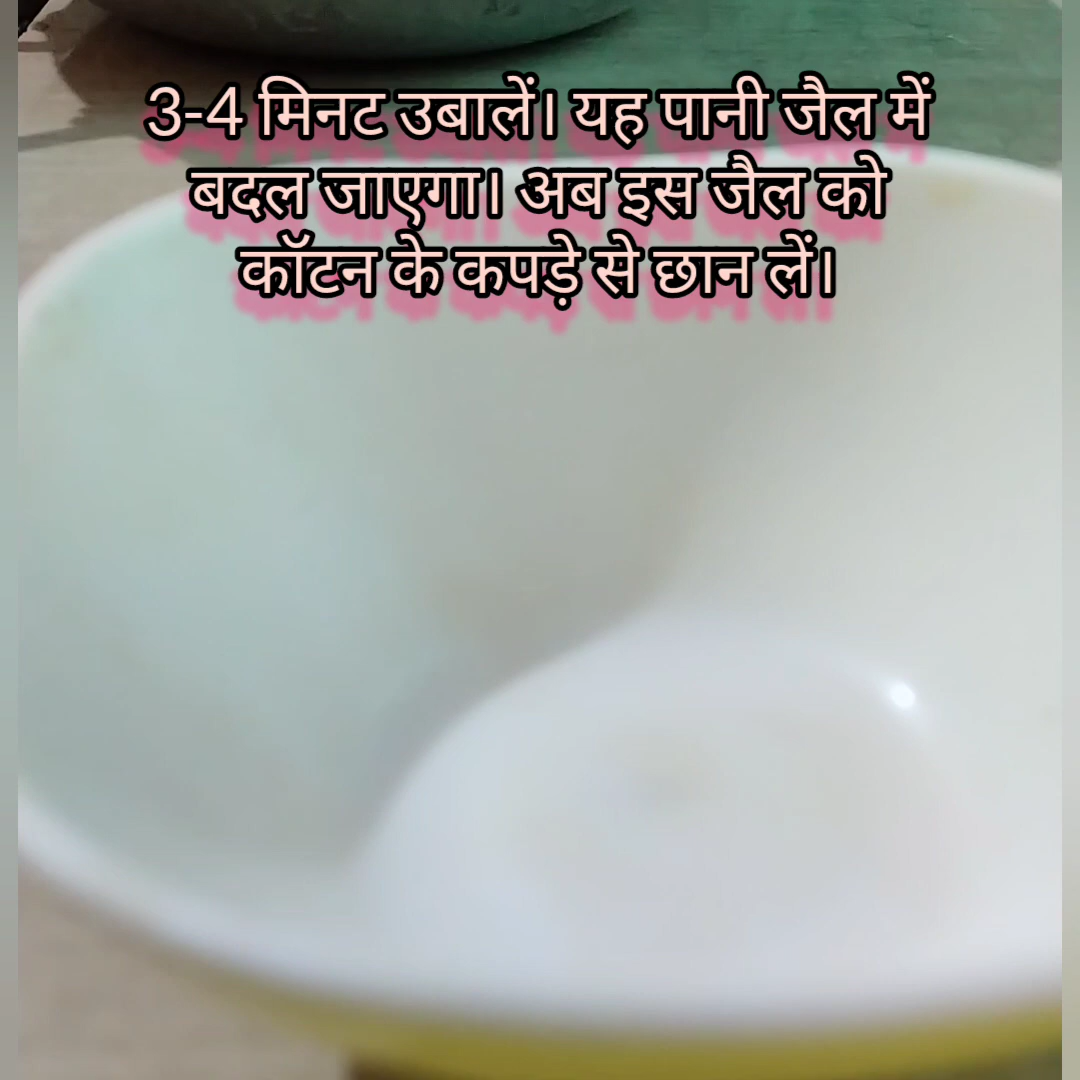 3-4 मिनट उबालें। यह पानी जैल में
बदल जाएगा। अब इस जैल को
कॉटन के कपड़े से छान लें।